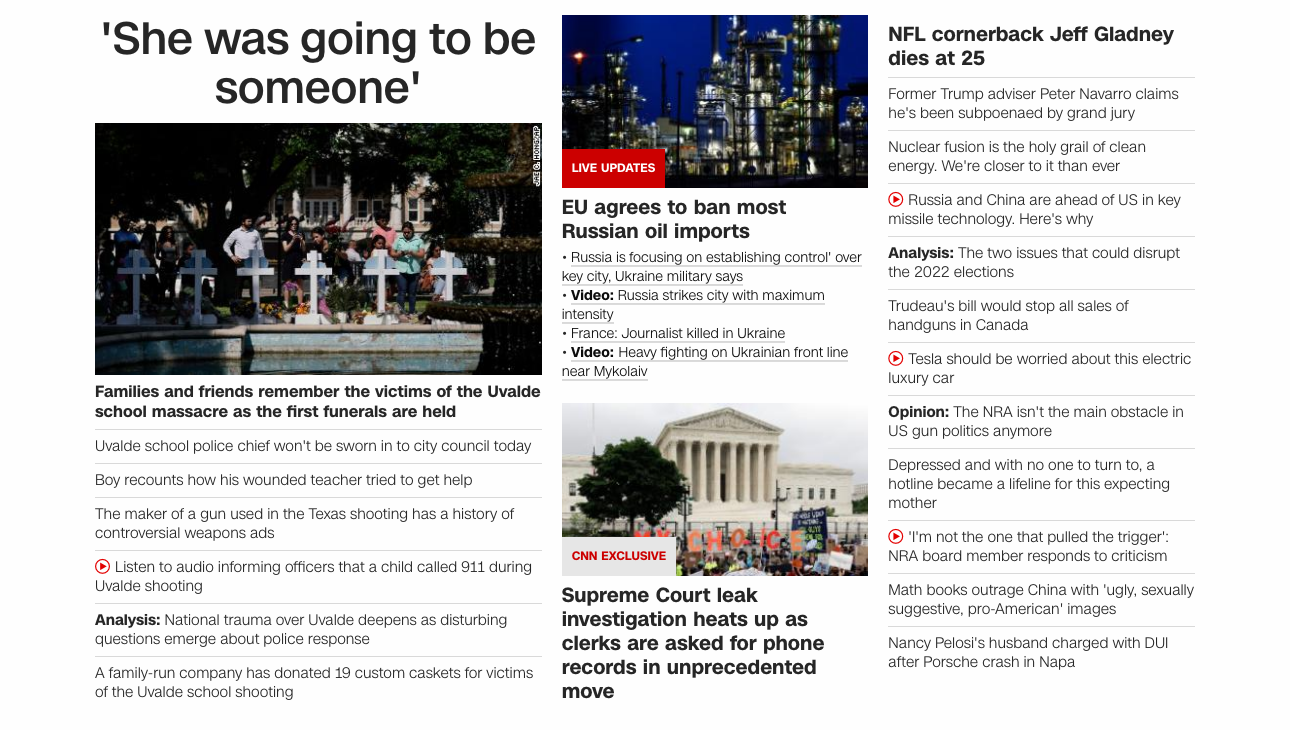 'She was going to be
someone'
JAE C. HONG/AP
Families and friends remember the victims of the Uvalde
school massacre as the first funerals are held
Uvalde school police chief won't be sworn in to city council today
Boy recounts how his wounded teacher tried to get help
The maker of a gun used in the Texas shooting has a history of
controversial weapons ads
Listen to audio informing officers that a child called 911 during
Uvalde shooting
Analysis: National trauma over Uvalde deepens as disturbing
questions emerge about police response
A family-run company has donated 19 custom caskets for victims
of the Uvalde school shooting
LIVE UPDATES
EU agrees to ban most
Russian oil imports
• Russia is focusing on establishing control' over
key city, Ukraine military says
• Video: Russia strikes city with maximum
intensity
• France: Journalist killed in Ukraine
• Video: Heavy fighting on Ukrainian front line
near Mykolaiv
MY CHOICE
CNN EXCLUSIVE
Supreme Court leak
investigation heats up as
clerks are asked for phone
records in unprecedented
move
NFL cornerback Jeff Gladney
dies at 25
Former Trump adviser Peter Navarro claims
he's been subpoenaed by grand jury
Nuclear fusion is the holy grail of clean
energy. We're closer to it than ever
Russia and China are ahead of US in key
missile technology. Here's why
Analysis: The two issues that could disrupt
the 2022 elections
Trudeau's bill would stop all sales of
handguns in Canada
Tesla should be worried about this electric
luxury car
Opinion: The NRA isn't the main obstacle in
US gun politics anymore
Depressed and with no one to turn to, a
hotline became a lifeline for this expecting
mother
'I'm not the one that pulled the trigger':
NRA board member responds to criticism
Math books outrage China with 'ugly, sexually
suggestive, pro-American' images
Nancy Pelosi's husband charged with DUI
after Porsche crash in Napa